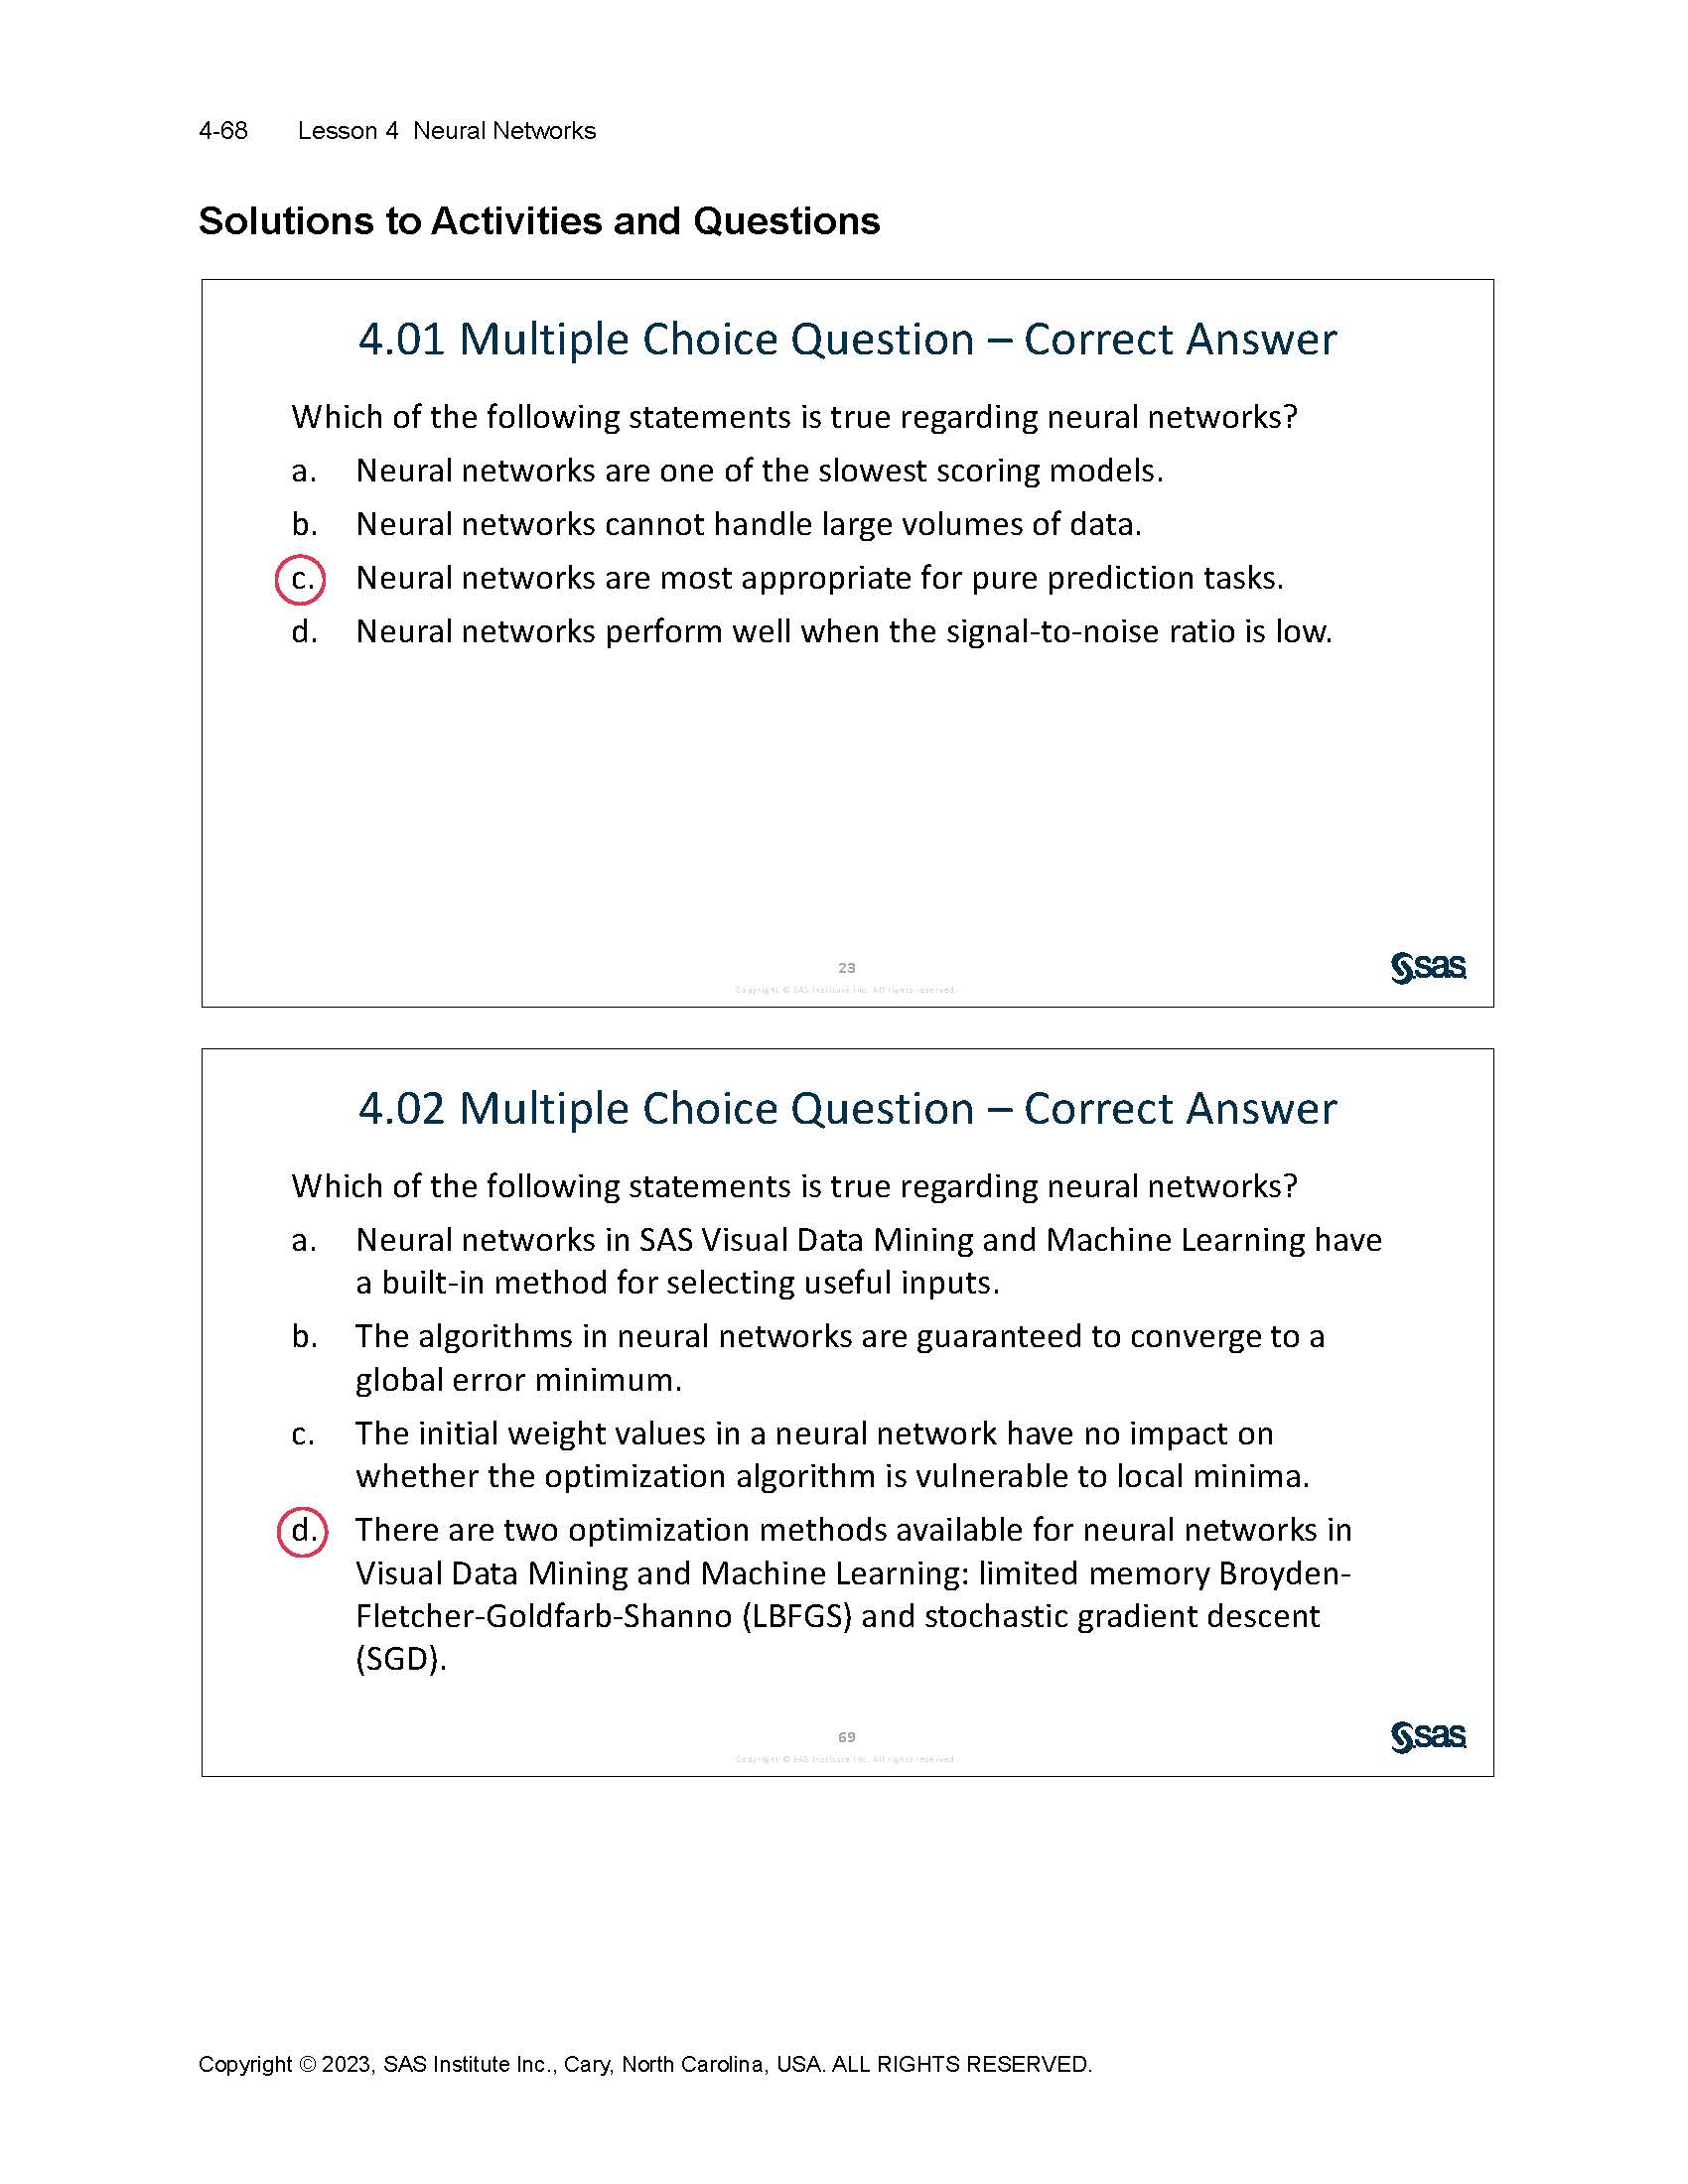 4-68 Lesson 4 Neural Networks
Solutions to Activities and Questions
4.01 Multiple Choice Question – Correct Answer
Which of the following statements is true regarding neural networks?
a. Neural networks are one of the slowest scoring models.
b. Neural networks cannot handle large volumes of data.
c. Neural networks are most appropriate for pure prediction tasks.
d. Neural networks perform well when the signal-to-noise ratio is low.
23
Copyright © SAS Institute Inc. All rights reserved
sas
4.02 Multiple Choice Question – Correct Answer
Which of the following statements is true regarding neural networks?
a. Neural networks in SAS Visual Data Mining and Machine Learning have
a built-in method for selecting useful inputs.
b. The algorithms in neural networks are guaranteed to converge to a
global error minimum.
c. The initial weight values in a neural network have no impact on
whether the optimization algorithm is vulnerable to local minima.
d. There are two optimization methods available for neural networks in
Visual Data Mining and Machine Learning: limited memory Broyden-
Fletcher-Goldfarb-Shanno (LBFGS) and stochastic gradient descent
(SGD).
69
Copyright © SAS Institute Inc. All rights reserved
sas
Copyright © 2023, SAS Institute Inc., Cary, North Carolina, USA. ALL RIGHTS RESERVED.